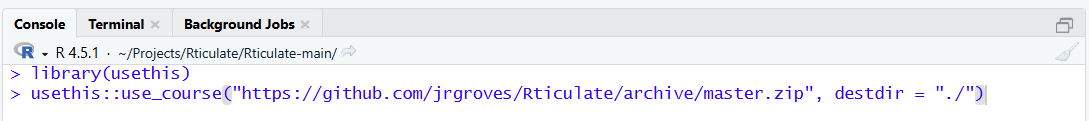 Console Terminal Background Jobs
R R 4.5.1 · ~/Projects/Rticulate/Rticulate-main/
> library(usethis)
> usethis::use_course("https://github.com/jrgroves/Rticulate/archive/master.zip", destdir = "./")